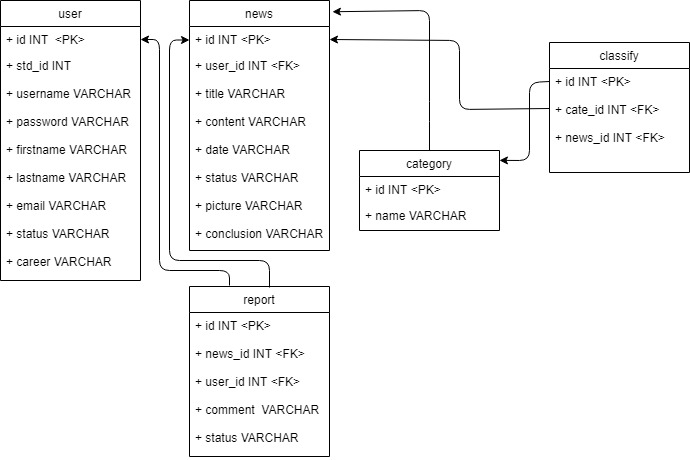 user
+ id INT  <PK>
+ std_id INT
+ username VARCHAR
+ password VARCHAR
+ firstname VARCHAR
+ lastname VARCHAR
+ email VARCHAR
+ status VARCHAR
+ career VARCHAR
news
+ id INT <PK>
+ user_id INT <FK>
+ title VARCHAR
+ content VARCHAR
+ date VARCHAR
+ status VARCHAR
+ picture VARCHAR
+ conclusion VARCHAR
classify
+ id INT <PK>
+ cate_id INT <FK>
+ news_id INT <FK>
category
+ id INT <PK>
+ name VARCHAR
report
+ id INT <PK>
+ news_id INT <FK>
+ user_id INT <FK>
+ comment  VARCHAR
+ status VARCHAR